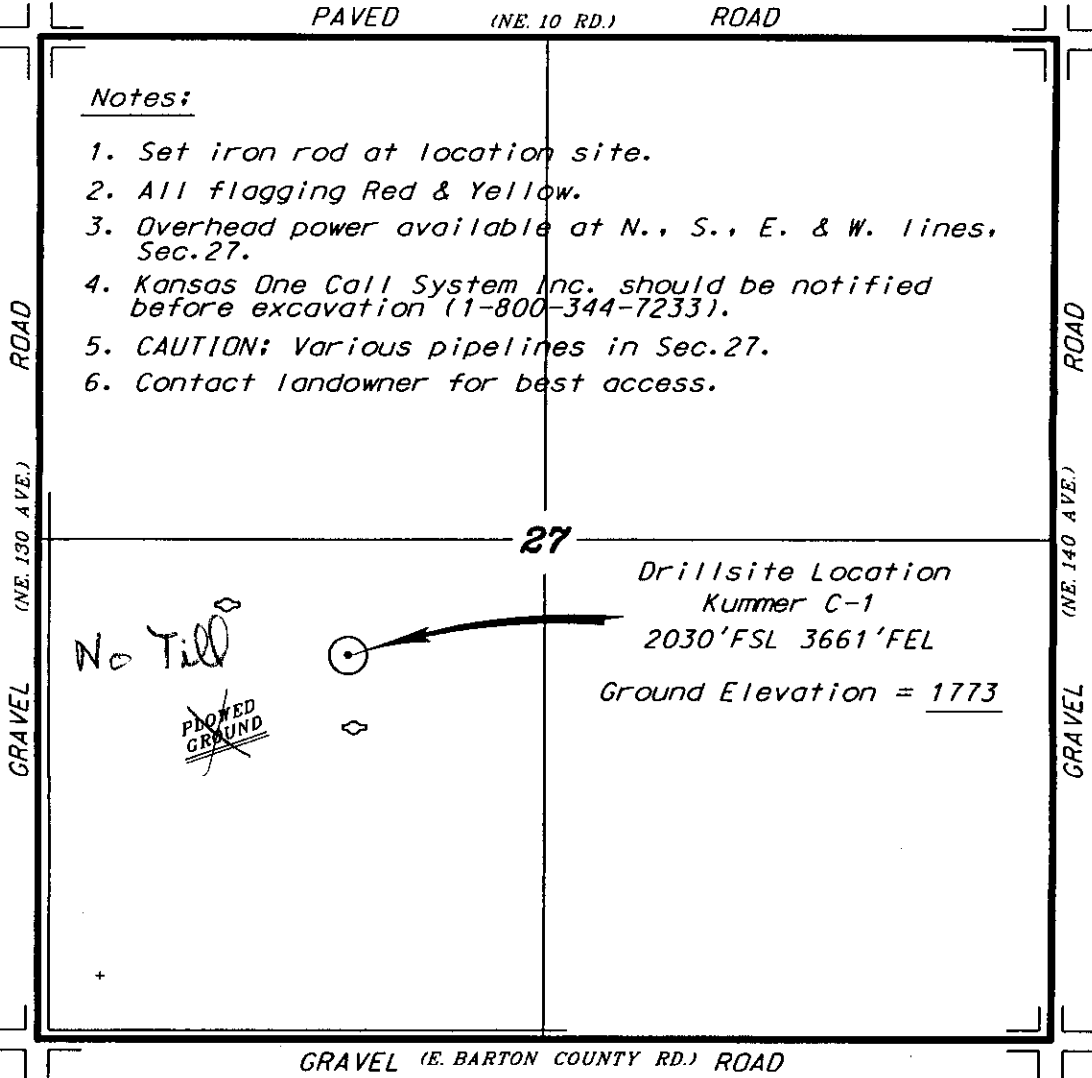 PAVED (NE. 10 RD.) ROAD
Notes:
1. Set iron rod at location site.
2. All flagging Red & Yellow.
3. Overhead power available at N., S., E. & W. lines,
Sec.27.
4. Kansas One Call System Inc. should be notified
before excavation (1-800-344-7233).
5. CAUTION: Various pipelines in Sec.27.
6. Contact landowner for best access.
GRAVEL (NE. 130 AVE.) ROAD
GRAVEL (NE. 140 AVE.) ROAD
27
Drillsite Location
Kummer C-1
2030'FSL 3661'FEL
Ground Elevation = 1773
No Till
PLOWED
GROUND
GRAVEL (E. BARTON COUNTY RD.) ROAD